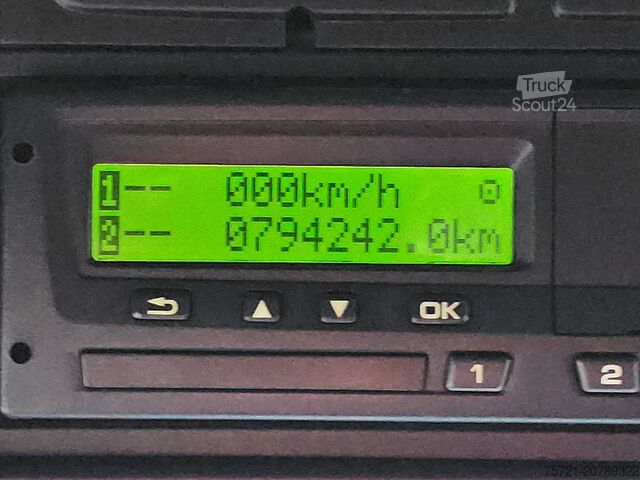 Truck
Scout24
1-- 000km/h
2-- 0794242.0km
OK
1 2
75721-20789322